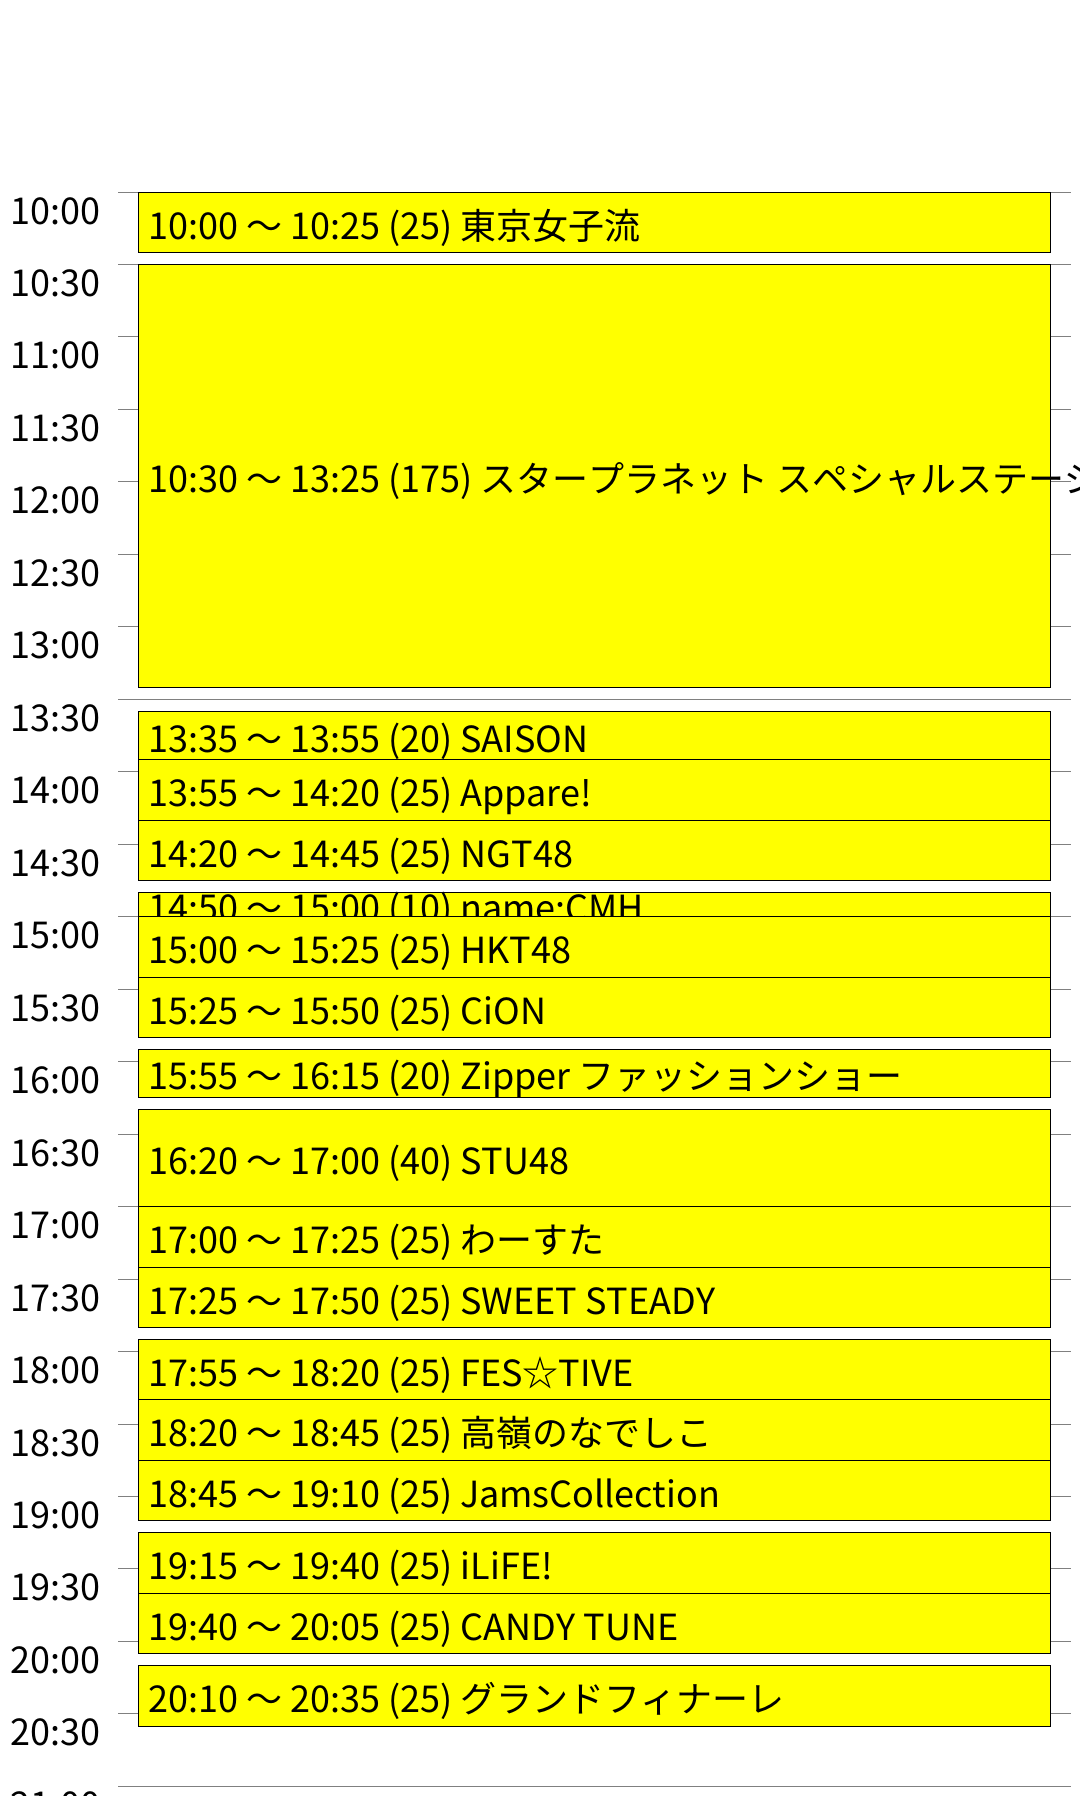 10:00
10:00 〜 10:25 (25) 東京女子流
10:30
11:00
11:30
10:30 〜 13:25 (175) スタープラネット スペシャルステージ
12:00
12:30
13:00
13:30
13:35 〜 13:55 (20) SAISON
14:00
13:55 〜 14:20 (25) Appare!
14:30
14:20 〜 14:45 (25) NGT48
14:50 〜 15:00 (10) name:CMH
15:00
15:00 〜 15:25 (25) HKT48
15:30
15:25 〜 15:50 (25) CiON
16:00
15:55 〜 16:15 (20) Zipper ファッションショー
16:30
16:20 〜 17:00 (40) STU48
17:00
17:00 〜 17:25 (25) わーすた
17:30
17:25 〜 17:50 (25) SWEET STEADY
18:00
17:55 〜 18:20 (25) FES☆TIVE
18:30
18:20 〜 18:45 (25) 高嶺のなでしこ
19:00
18:45 〜 19:10 (25) JamsCollection
19:30
19:15 〜 19:40 (25) iLiFE!
19:40 〜 20:05 (25) CANDY TUNE
20:00
20:10 〜 20:35 (25) グランドフィナーレ
20:30